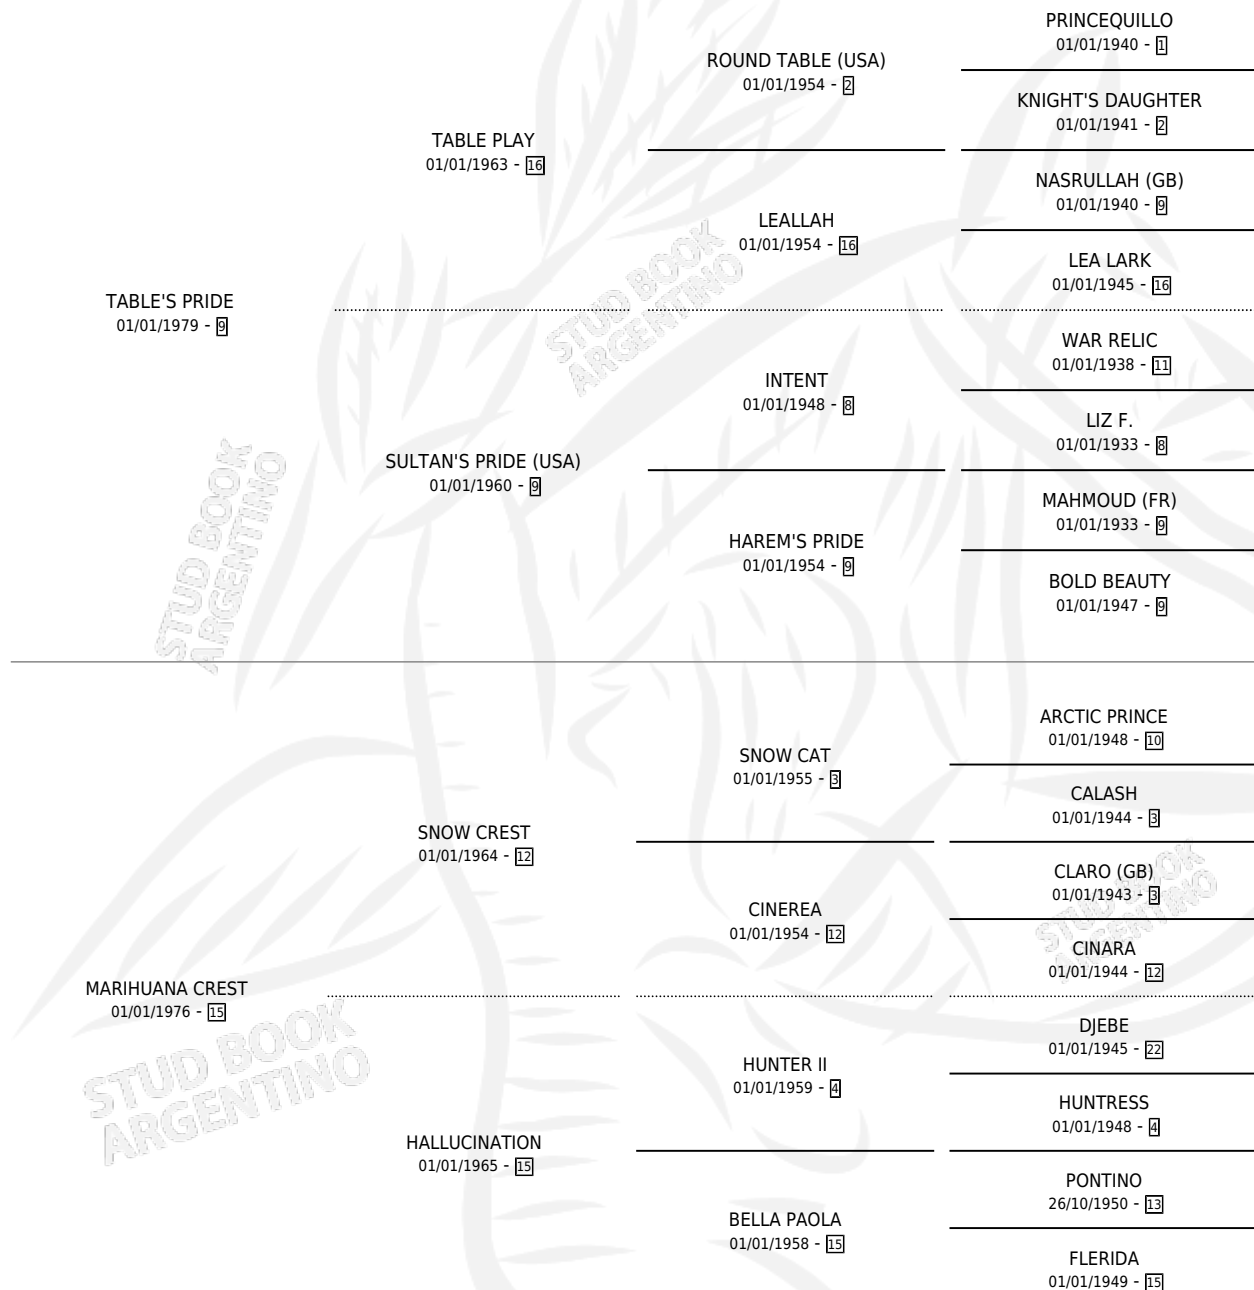 PRINCEQUILLO
01/01/1940 - 1
ROUND TABLE (USA)
01/01/1954 - 2
KNIGHT'S DAUGHTER
01/01/1941 - 2
TABLE PLAY
01/01/1963 - 16
NASRULLAH (GB)
01/01/1940 - 9
LEALLAH
01/01/1954 - 16
LEA LARK
01/01/1945 - 16
TABLE'S PRIDE
01/01/1979 - 9
WAR RELIC
01/01/1938 - 11
INTENT
01/01/1948 - 8
LIZ F.
01/01/1933 - 8
SULTAN'S PRIDE (USA)
01/01/1960 - 9
MAHMOUD (FR)
01/01/1933 - 9
HAREM'S PRIDE
01/01/1954 - 9
BOLD BEAUTY
01/01/1947 - 9
ARCTIC PRINCE
01/01/1948 - 10
SNOW CAT
01/01/1955 - 3
CALASH
01/01/1944 - 3
SNOW CREST
01/01/1964 - 12
CLARO (GB)
01/01/1943 - 3
CINEREA
01/01/1954 - 12
CINARA
01/01/1944 - 12
MARIHUANA CREST
01/01/1976 - 15
DJEBE
01/01/1945 - 22
HUNTER II
01/01/1959 - 4
HUNTRESS
01/01/1948 - 4
HALLUCINATION
01/01/1965 - 15
PONTINO
26/10/1950 - 13
BELLA PAOLA
01/01/1958 - 15
FLERIDA
01/01/1949 - 15
STUD BOOK
ARGENTINO
STUD BOOK
ARGENTINO
STUD BOOK
ARGENTINO
STUD BOOK
ARGENTINO